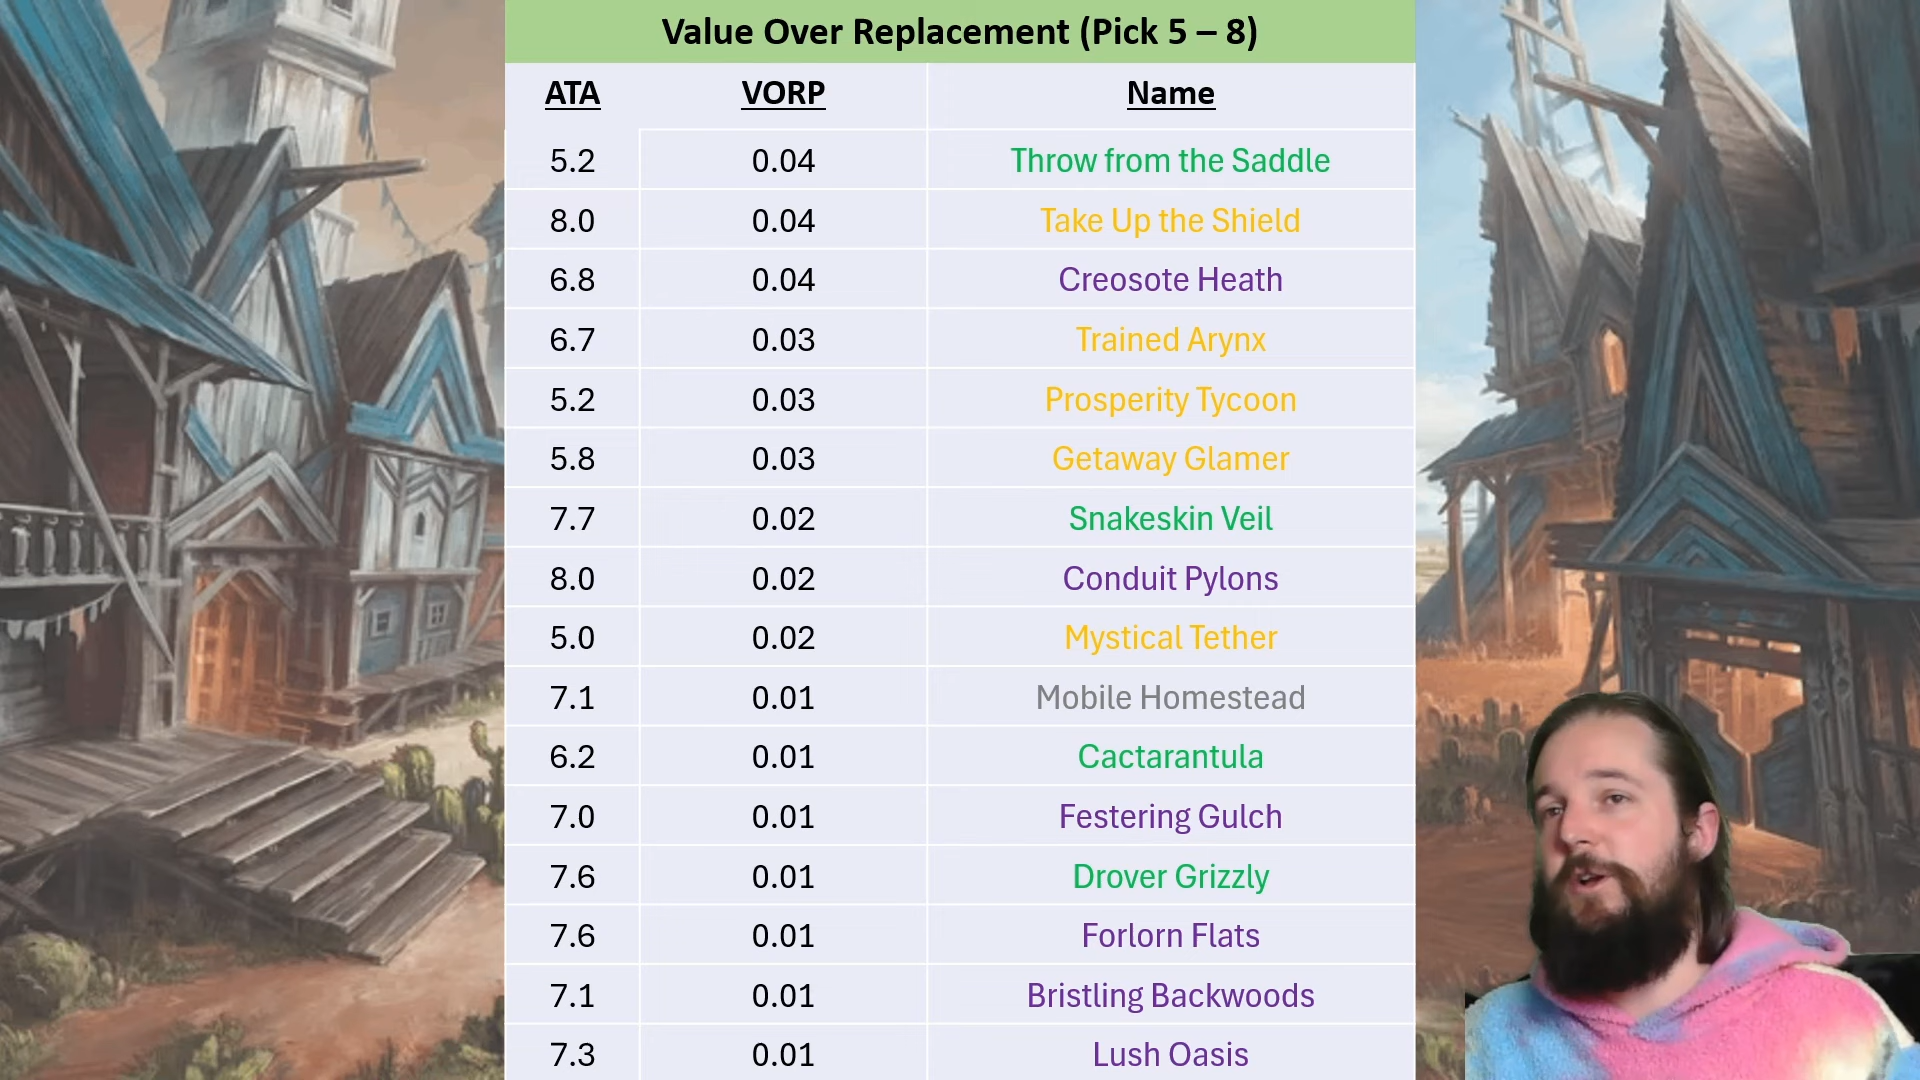 Value Over Replacement (Pick 5 – 8)
ATA VORP Name
5.2 0.04 Throw from the Saddle
8.0 0.04 Take Up the Shield
6.8 0.04 Creosote Heath
6.7 0.03 Trained Arynx
5.2 0.03 Prosperity Tycoon
5.8 0.03 Getaway Glamer
7.7 0.02 Snakeskin Veil
8.0 0.02 Conduit Pylons
5.0 0.02 Mystical Tether
7.1 0.01 Mobile Homestead
6.2 0.01 Cactarantula
7.0 0.01 Festering Gulch
7.6 0.01 Drover Grizzly
7.6 0.01 Forlorn Flats
7.1 0.01 Bristling Backwoods
7.3 0.01 Lush Oasis